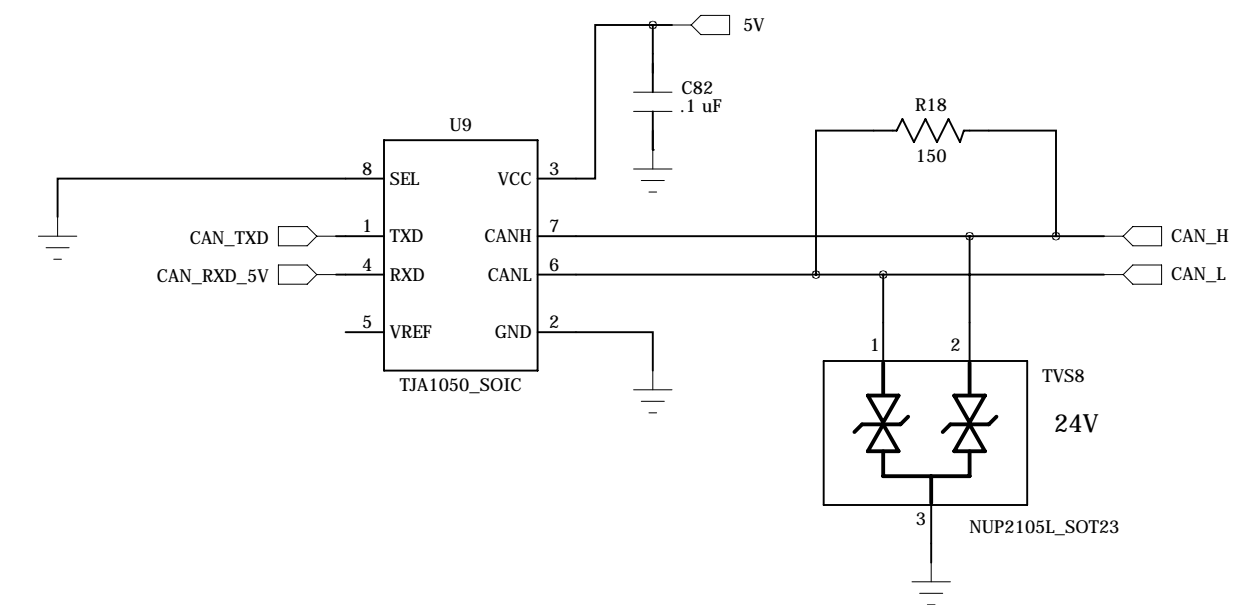 5V
C82
.1 uF
R18
150
U9
8 SEL VCC 3
CAN_TXD 1 TXD CANH 7 CAN_H
CAN_RXD_5V 4 RXD CANL 6 CAN_L
5 VREF GND 2
TJA1050_SOIC
1 2
TVS8
24V
3
NUP2105L_SOT23